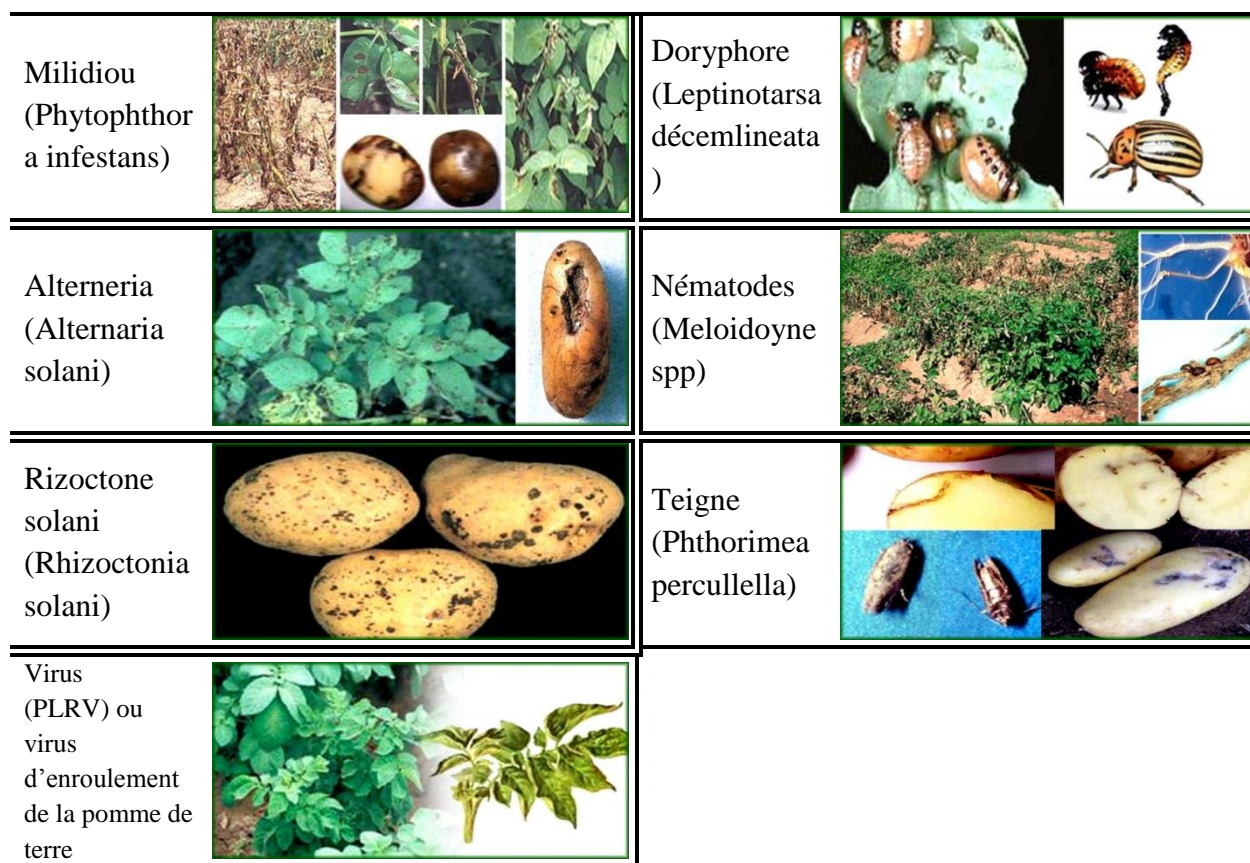 Milidiou
(Phytophthor
a infestans)
Doryphore
(Leptinotarsa
décemlineata
)
Alterneria
(Alternaria
solani)
Nématodes
(Meloidoyne
spp)
Rizoctone
solani
(Rhizoctonia
solani)
Teigne
(Phthorimea
percullella)
Virus
(PLRV) ou
virus
d’enroulement
de la pomme de
terre